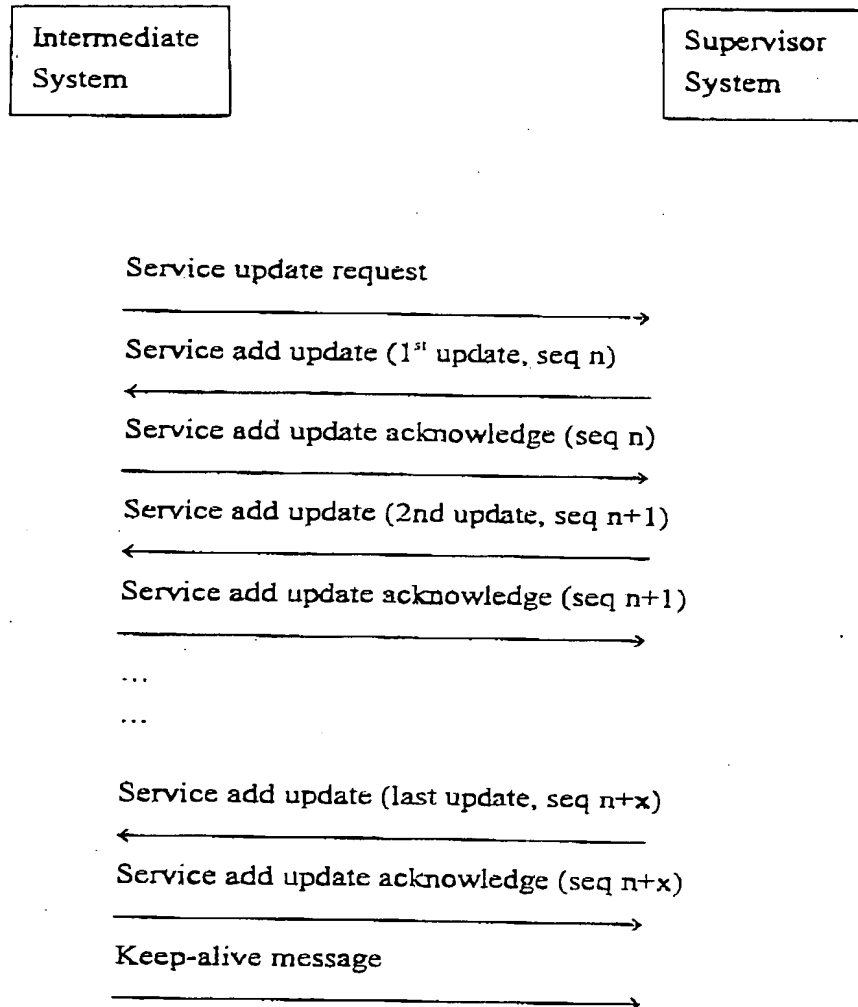 Intermediate
System
Supervisor
System
Service update request
Service add update (1st update, seq n)
Service add update acknowledge (seq n)
Service add update (2nd update, seq n+1)
Service add update acknowledge (seq n+1)
...
...
Service add update (last update, seq n+x)
Service add update acknowledge (seq n+x)
Keep-alive message